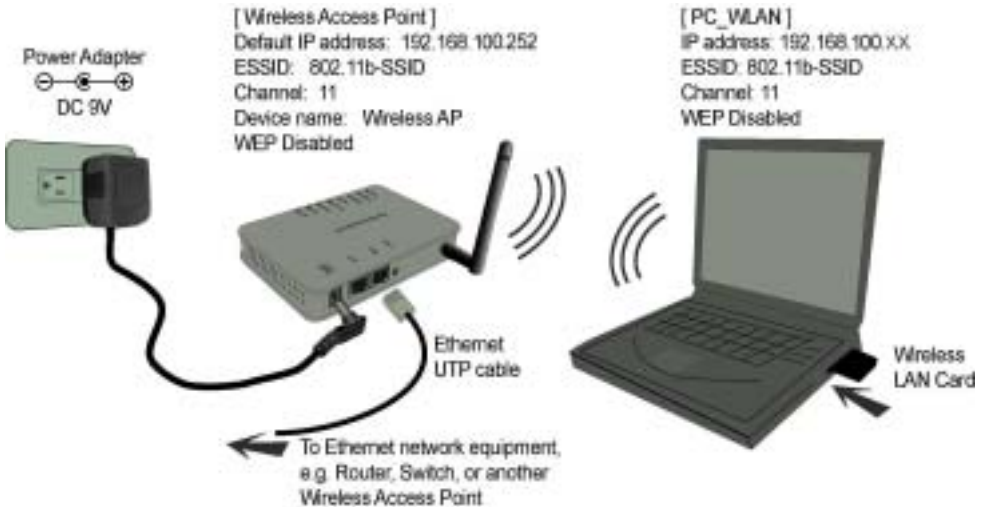 [ Wireless Access Point ]
Default IP address: 192.168.100.252
ESSID: 802.11b-SSID
Channel: 11
Device name: Wireless AP
WEP Disabled
[ PC_WLAN ]
IP address: 192.168.100.XX
ESSID: 802.11b-SSID
Channel: 11
WEP Disabled
Power Adapter
DC 9V
Ethernet
UTP cable
Wireless
LAN Card
To Ethernet network equipment,
e.g. Router, Switch, or another
Wireless Access Point